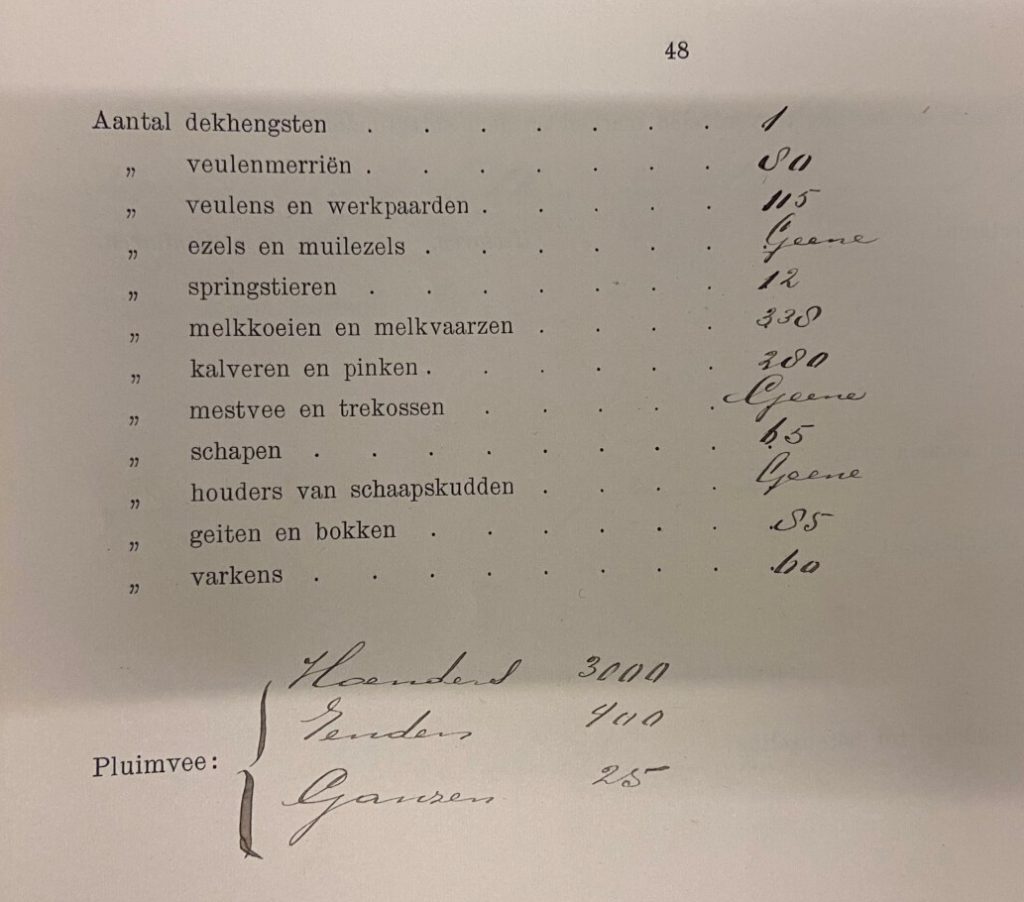 48
Aantal dekhengsten . . . . . . . 1
„ veulenmerriën . . . . . . . 80
„ veulens en werkpaarden . . . . . 115
„ ezels en muilezels . . . . . . Geene
„ springstieren . . . . . . . 12
„ melkkoeien en melkvaarzen . . . . 338
„ kalveren en pinken . . . . . . 280
„ mestvee en trekossen . . . . . Geene
„ schapen . . . . . . . . 65
„ houders van schaapskudden . . . . Geene
„ geiten en bokken . . . . . . 85
„ varkens . . . . . . . . 60
Hoenders 3000
Eenden 400
Pluimvee:
Ganzen 25